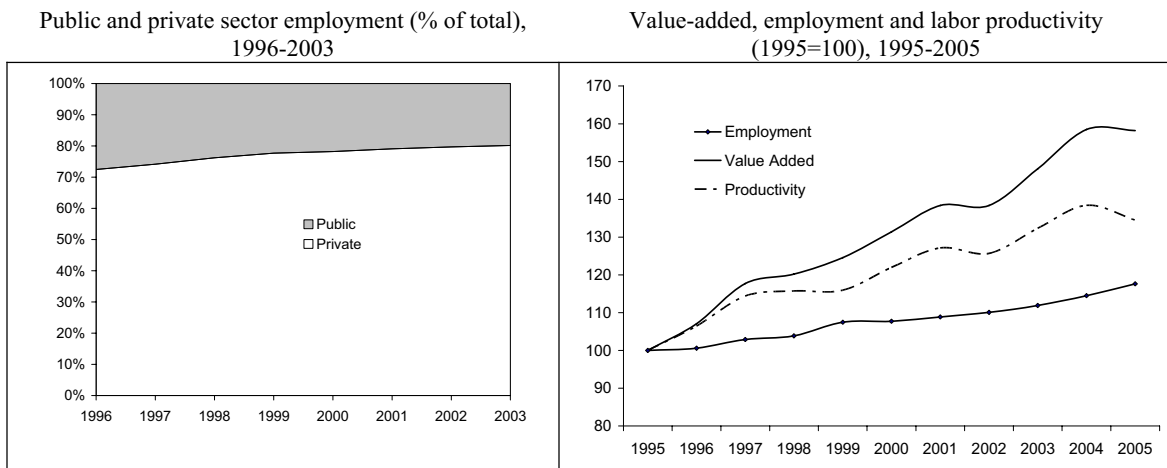 Public and private sector employment (% of total),
1996-2003
100%
90%
80%
70%
60%
50%
40%
30%
20%
10%
0%
Public
Private
1996 1997 1998 1999 2000 2001 2002 2003
Value-added, employment and labor productivity
(1995=100), 1995-2005
170
160
150
140
130
120
110
100
90
80
Employment
Value Added
Productivity
1995 1996 1997 1998 1999 2000 2001 2002 2003 2004 2005